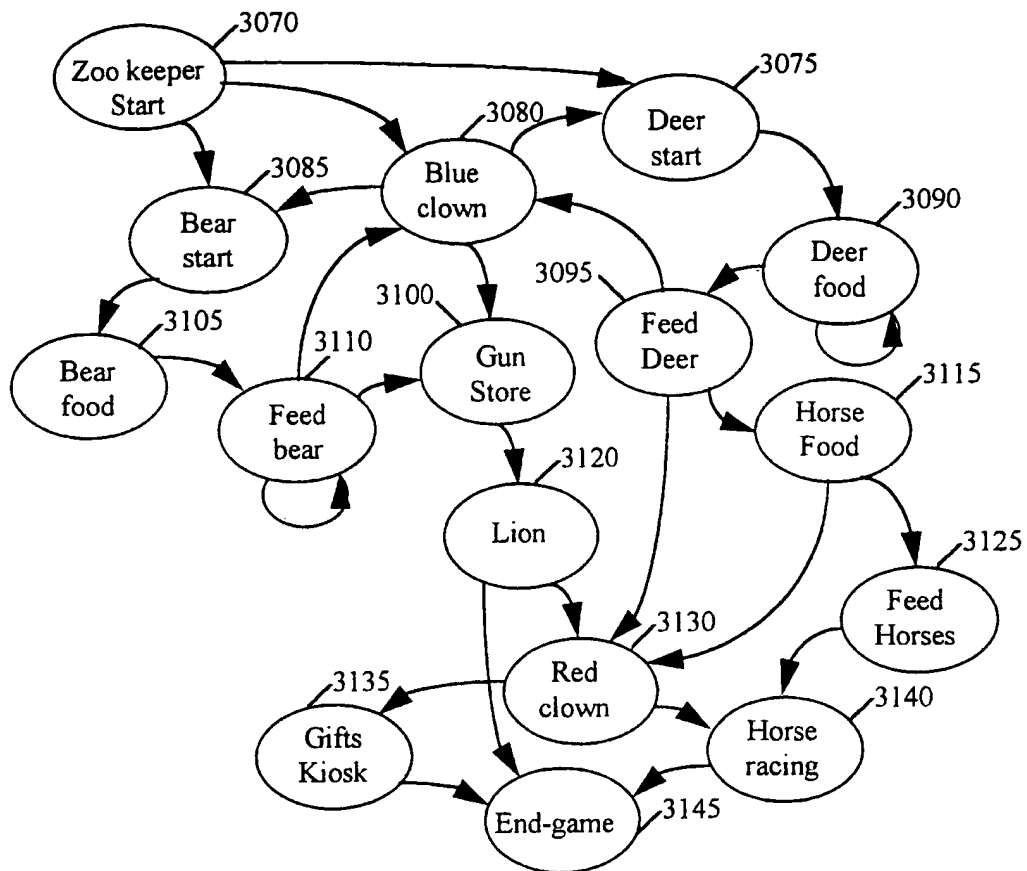 3070
Zoo keeper
Start
3075
Deer
start
3080
Blue
clown
3085
Bear
start
3090
Deer
food
3095
Feed
Deer
3100
Gun
Store
3105
Bear
food
3110
Feed
bear
3115
Horse
Food
3120
Lion
3125
Feed
Horses
3130
Red
clown
3135
Gifts
Kiosk
3140
Horse
racing
End-game
3145